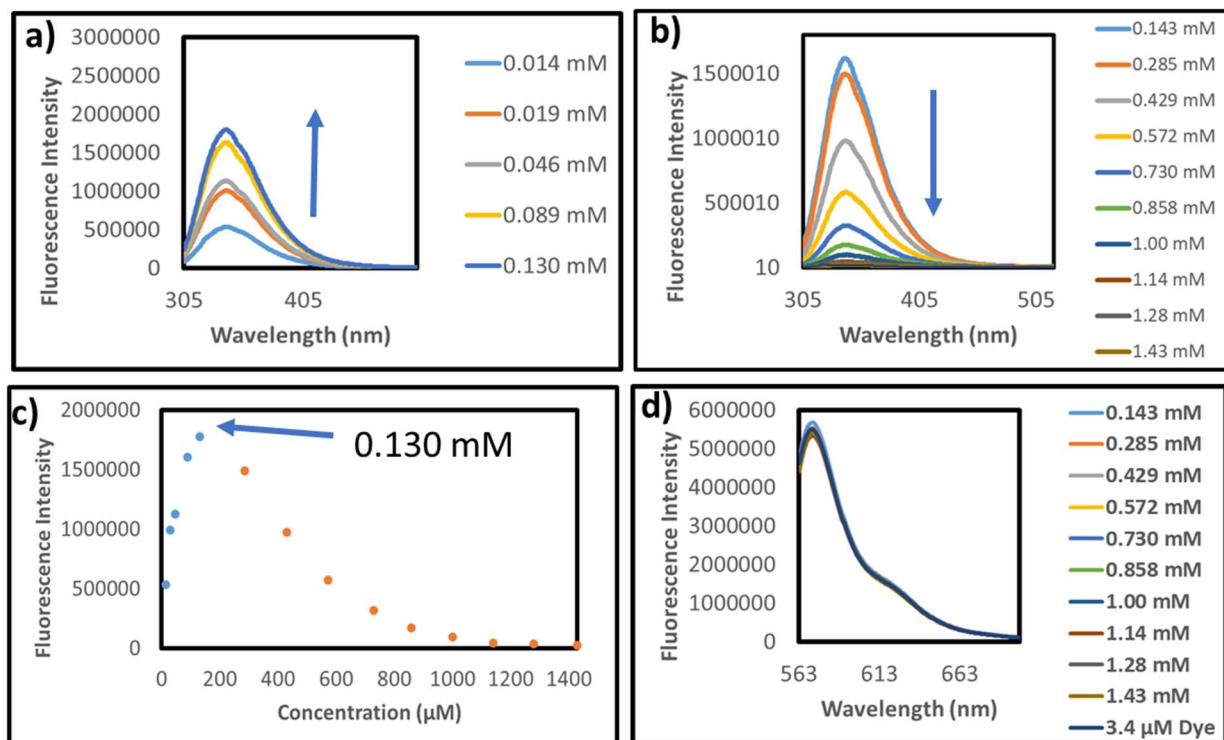 a)
Fluorescence Intensity
3000000
2500000
2000000
1500000
1000000
500000
0
305 405
Wavelength (nm)
0.014 mM
0.019 mM
0.046 mM
0.089 mM
0.130 mM
b)
Fluorescence Intensity
1500010
1000010
500010
10
305 405 505
Wavelength (nm)
0.143 mM
0.285 mM
0.429 mM
0.572 mM
0.730 mM
0.858 mM
1.00 mM
1.14 mM
1.28 mM
1.43 mM
c)
Fluorescence Intensity
2000000
1500000
1000000
500000
0
0 200 400 600 800 1000 1200 1400
Concentration (µM)
0.130 mM
d)
Fluorescence Intensity
6000000
5000000
4000000
3000000
2000000
1000000
0
563 613 663
Wavelength (nm)
0.143 mM
0.285 mM
0.429 mM
0.572 mM
0.730 mM
0.858 mM
1.00 mM
1.14 mM
1.28 mM
1.43 mM
3.4 µM Dye